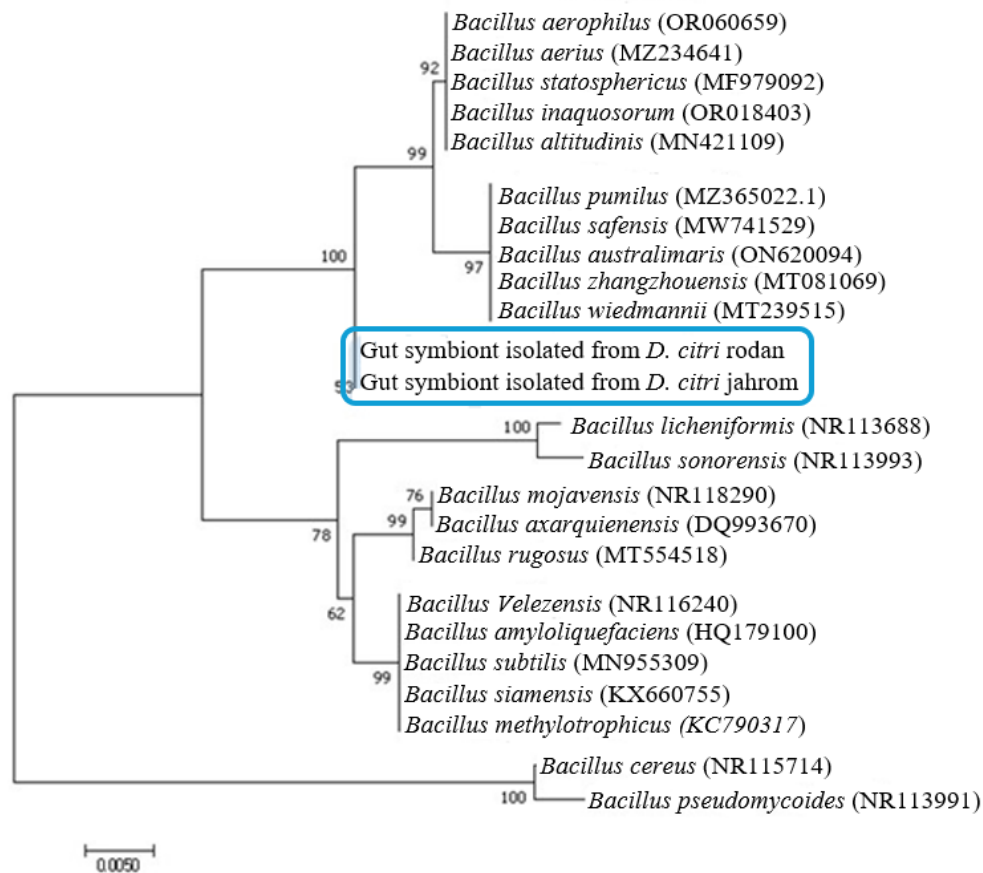 Bacillus aerophilus (OR060659)
92
Bacillus aerius (MZ234641)
Bacillus statosphericus (MF979092)
Bacillus inaquosorum (OR018403)
Bacillus altitudinis (MN421109)
99
Bacillus pumilus (MZ365022.1)
Bacillus safensis (MW741529)
100
Bacillus australimaris (ON620094)
97
Bacillus zhangzhouensis (MT081069)
Bacillus wiedmannii (MT239515)
Gut symbiont isolated from D. citri rodan
53
Gut symbiont isolated from D. citri jahrom
100
Bacillus licheniformis (NR113688)
Bacillus sonorensis (NR113993)
76
Bacillus mojavensis (NR118290)
99
Bacillus axarquienensis (DQ993670)
78
Bacillus rugosus (MT554518)
Bacillus Velezensis (NR116240)
62
Bacillus amyloliquefaciens (HQ179100)
Bacillus subtilis (MN955309)
99
Bacillus siamensis (KX660755)
Bacillus methylotrophicus (KC790317)
Bacillus cereus (NR115714)
100
Bacillus pseudomycoides (NR113991)
0.0050